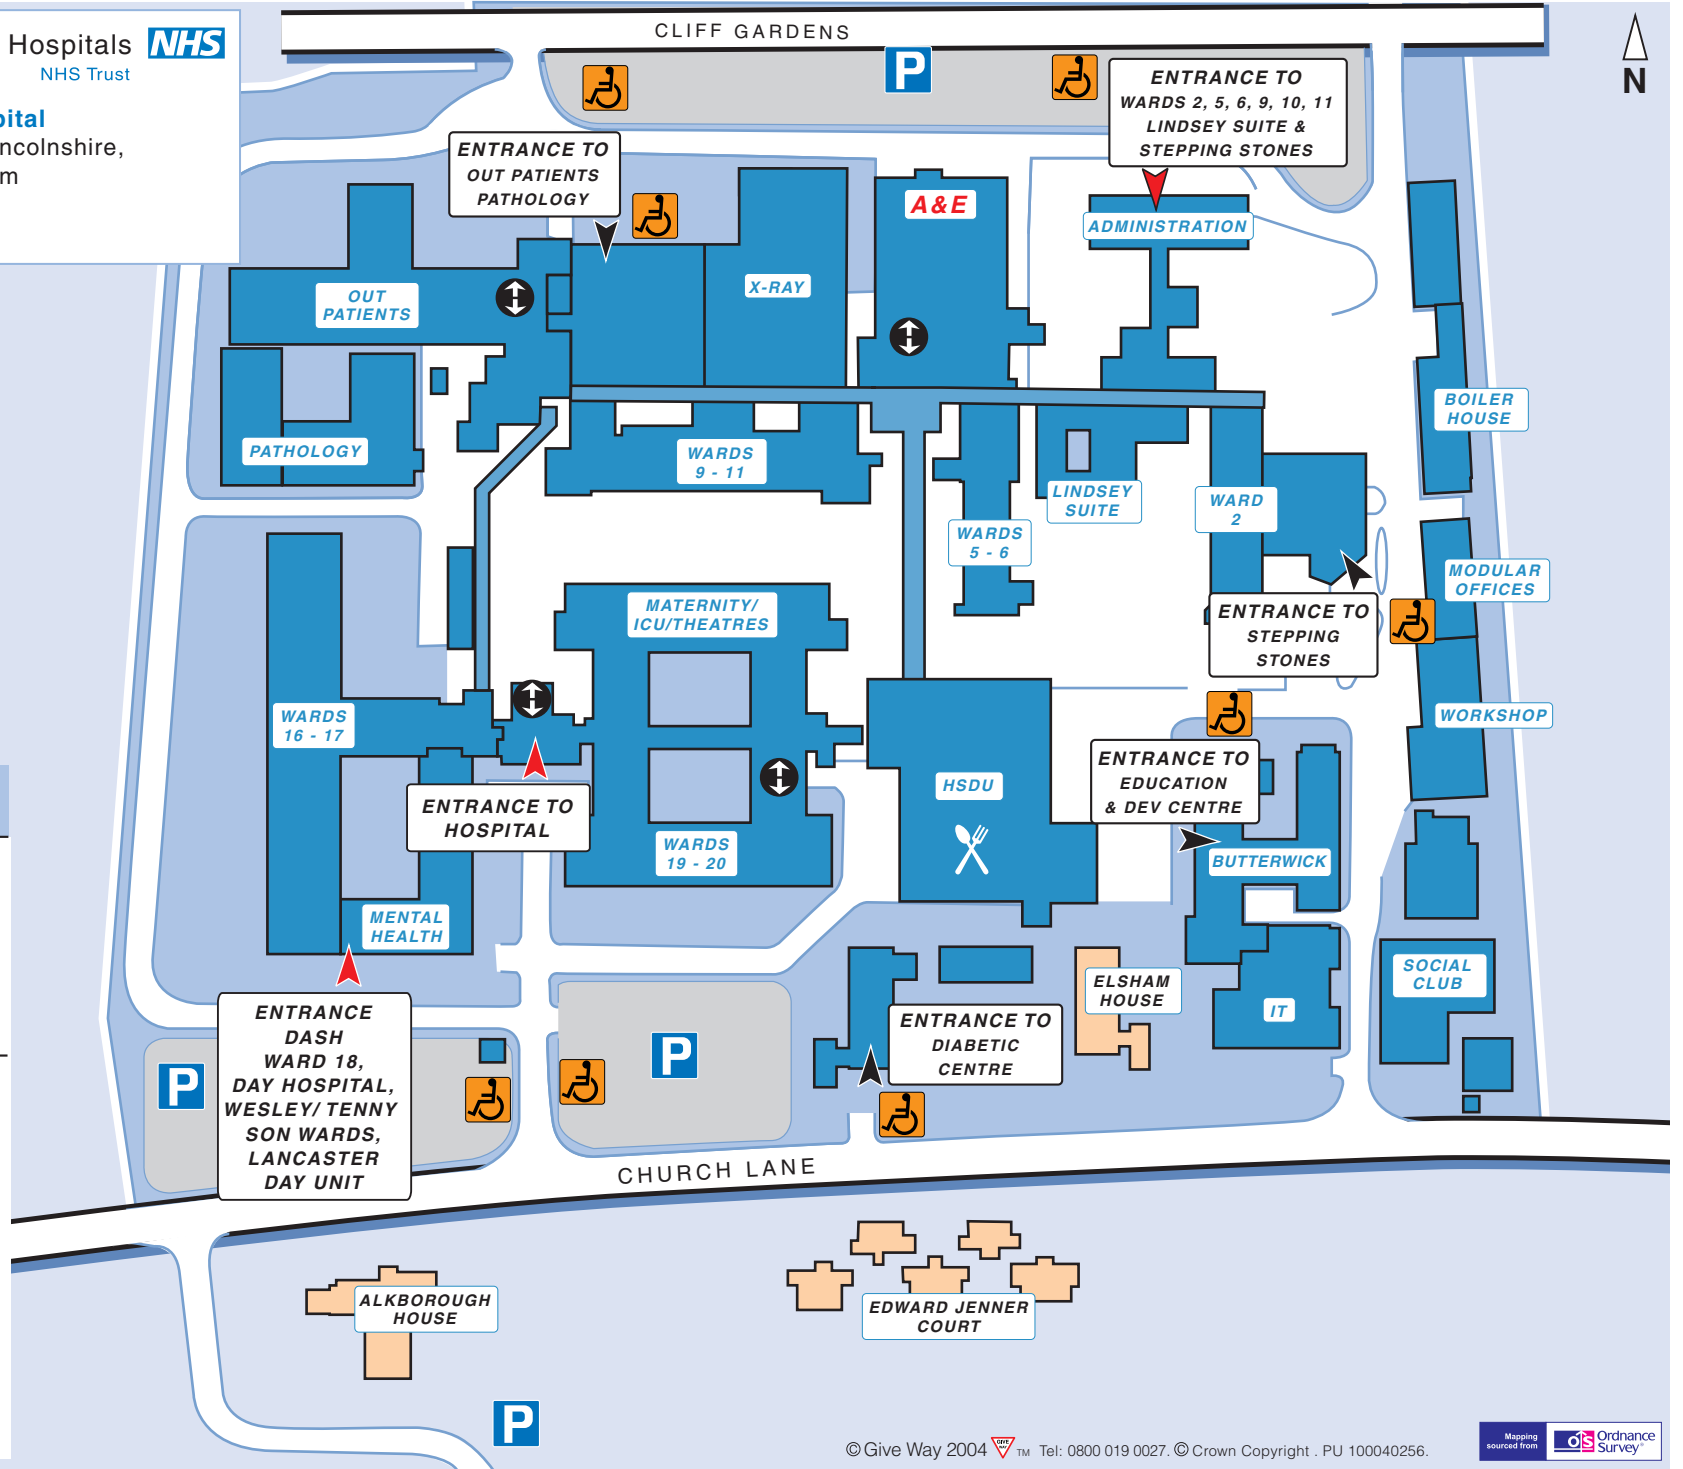 CLIFF GARDENS
Hospitals NHS
NHS Trust
pital
ncolnshire,
m
N
P
ENTRANCE TO
WARDS 2, 5, 6, 9, 10, 11
LINDSEY SUITE &
STEPPING STONES
ENTRANCE TO
OUT PATIENTS
PATHOLOGY
A&E
ADMINISTRATION
X-RAY
OUT
PATIENTS
H
H
BOILER
HOUSE
PATHOLOGY
WARDS
9 - 11
LINDSEY
SUITE
WARD
2
WARDS
5 - 6
MODULAR
OFFICES
MATERNITY/
ICU/THEATRES
ENTRANCE TO
STEPPING
STONES
H
WARDS
16 - 17
WORKSHOP
ENTRANCE TO
HOSPITAL
H
HSDU
ENTRANCE TO
EDUCATION
& DEV CENTRE
WARDS
19 - 20
BUTTERWICK
MENTAL
HEALTH
ELSHAM
HOUSE
SOCIAL
CLUB
IT
ENTRANCE
DASH
WARD 18,
DAY HOSPITAL,
WESLEY/ TENNY
SON WARDS,
LANCASTER
DAY UNIT
ENTRANCE TO
DIABETIC
CENTRE
P
P
CHURCH LANE
ALKBOROUGH
HOUSE
EDWARD JENNER
COURT
P
© Give Way 2004 GIVE WAY TM Tel: 0800 019 0027. © Crown Copyright . PU 100040256.
Mapping
sourced from
OS Ordnance
Survey®